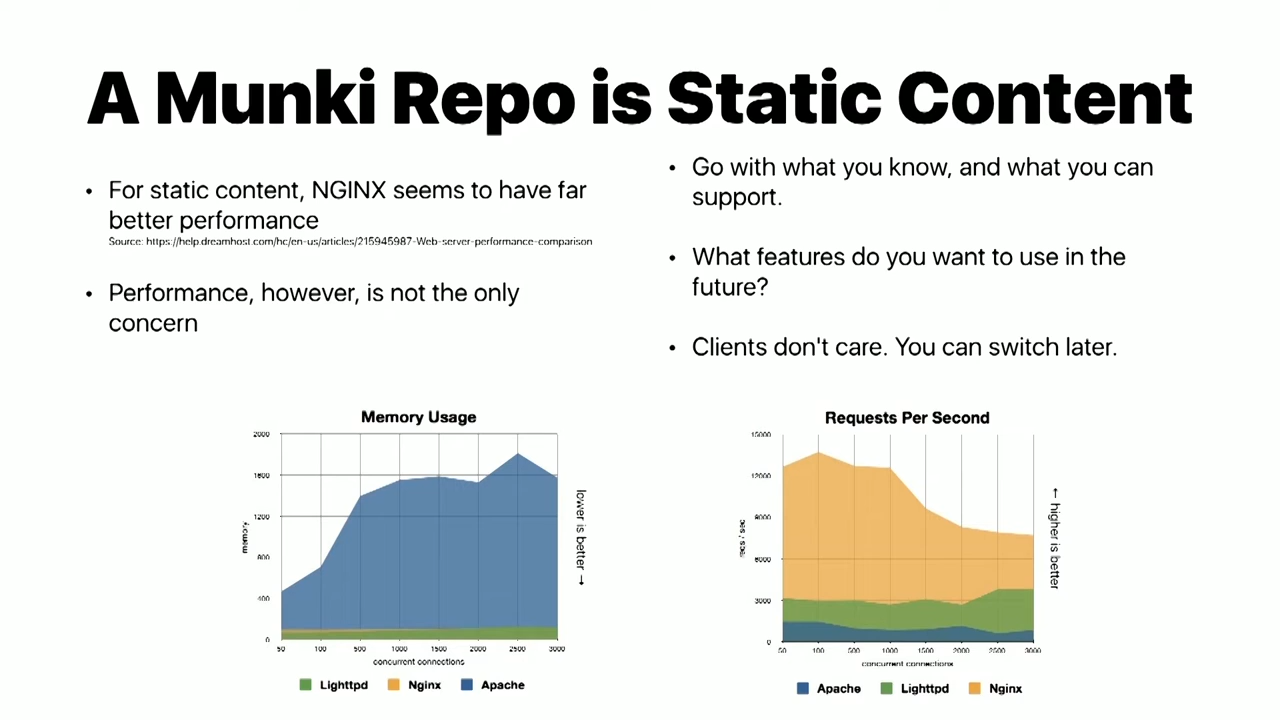 A Munki Repo is Static Content
• For static content, NGINX seems to have far
better performance
Source: https://help.dreamhost.com/hc/en-us/articles/215945987-Web-server-performance-comparison
• Performance, however, is not the only
concern
• Go with what you know, and what you can
support.
• What features do you want to use in the
future?
• Clients don't care. You can switch later.
Memory Usage
2000
1600
1200
800
400
0
memory
50 100 500 1000 1500 2000 2500 3000
concurrent connections
lower is better →
Lighttpd Nginx Apache
Requests Per Second
15000
12000
9000
6000
3000
0
reqs / sec
50 100 500 1000 1500 2000 2500 3000
concurrent connections
← higher is better
Apache Lighttpd Nginx